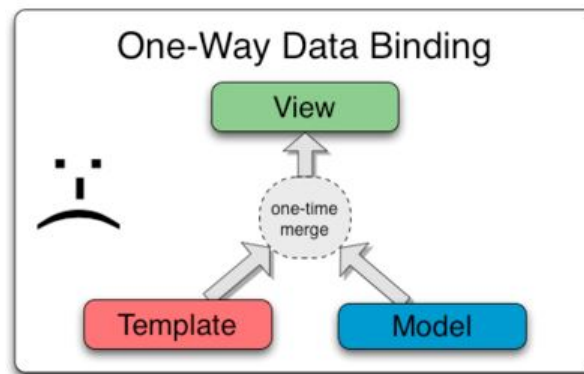 One-Way Data Binding
View
one-time
merge
Template
Model